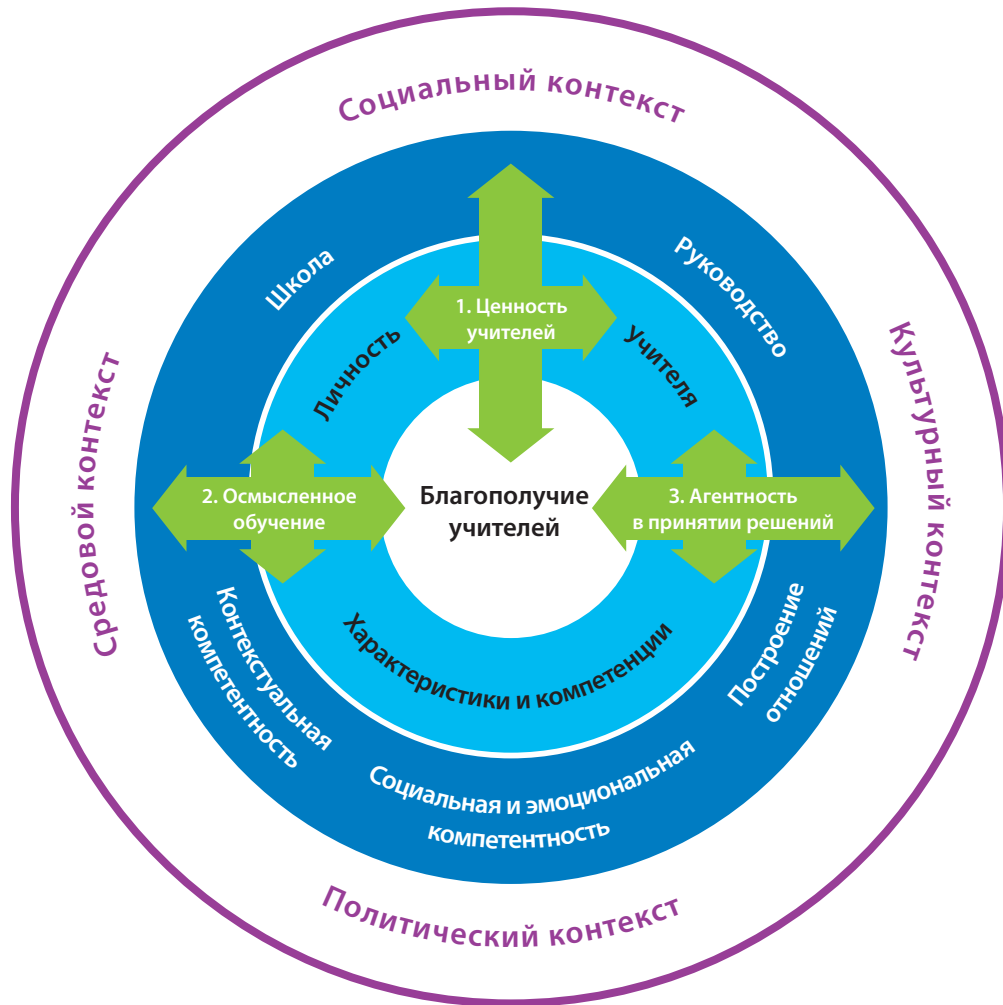 Социальный контекст
Школа
Руководство
1. Ценность
учителей
Личность
Учителя
Средовой контекст
Культурный контекст
2. Осмысленное
обучение
Благополучие
учителей
3. Агентность
в принятии решений
Контекстуальная
компетентность
Характеристики и компетенции
Построение
отношений
Социальная и эмоциональная
компетентность
Политический контекст